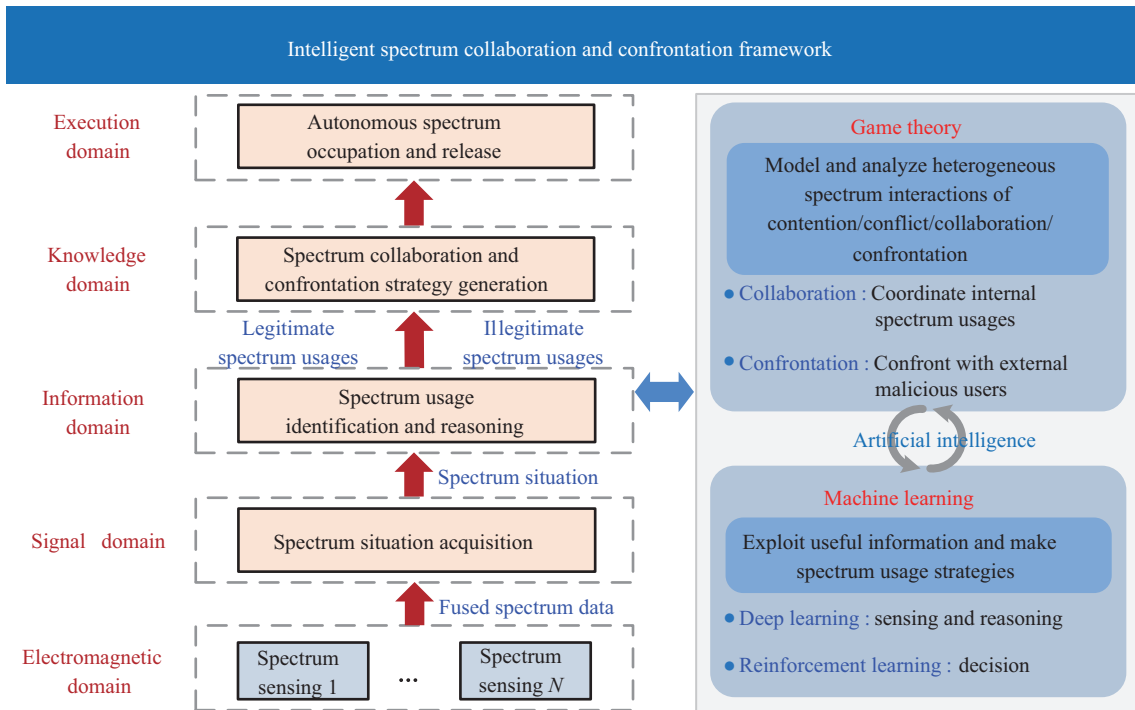 Intelligent spectrum collaboration and confrontation framework
Execution
domain
Autonomous spectrum
occupation and release
Knowledge
domain
Spectrum collaboration and
confrontation strategy generation
Legitimate
spectrum usages
Illegitimate
spectrum usages
Information
domain
Spectrum usage
identification and reasoning
Spectrum situation
Signal domain
Spectrum situation acquisition
Fused spectrum data
Electromagnetic
domain
Spectrum
sensing 1
...
Spectrum
sensing N
Game theory
Model and analyze heterogeneous
spectrum interactions of
contention/conflict/collaboration/
confrontation
• Collaboration : Coordinate internal
spectrum usages
• Confrontation : Confront with external
malicious users
Artificial intelligence
Machine learning
Exploit useful information and make
spectrum usage strategies
• Deep learning : sensing and reasoning
• Reinforcement learning : decision